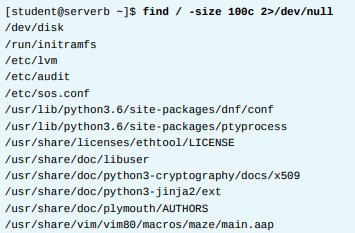 [student@serverb ~]$ find / -size 100c 2>/dev/null
/dev/disk
/run/initramfs
/etc/lvm
/etc/audit
/etc/sos.conf
/usr/lib/python3.6/site-packages/dnf/conf
/usr/lib/python3.6/site-packages/ptyprocess
/usr/share/licenses/ethtool/LICENSE
/usr/share/doc/libuser
/usr/share/doc/python3-cryptography/docs/x509
/usr/share/doc/python3-jinja2/ext
/usr/share/doc/plymouth/AUTHORS
/usr/share/vim/vim80/macros/maze/main.aap